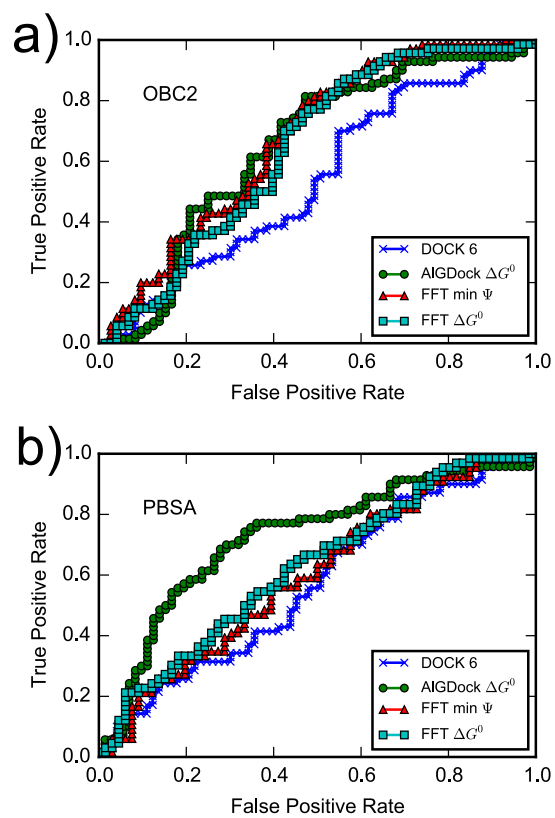 a)
1.0
0.8
0.6
0.4
0.2
0.0
True Positive Rate
OBC2
DOCK 6
AlGDock ΔG⁰
FFT min Ψ
FFT ΔG⁰
0.0 0.2 0.4 0.6 0.8 1.0
False Positive Rate
b)
1.0
0.8
0.6
0.4
0.2
0.0
True Positive Rate
PBSA
DOCK 6
AlGDock ΔG⁰
FFT min Ψ
FFT ΔG⁰
0.0 0.2 0.4 0.6 0.8 1.0
False Positive Rate